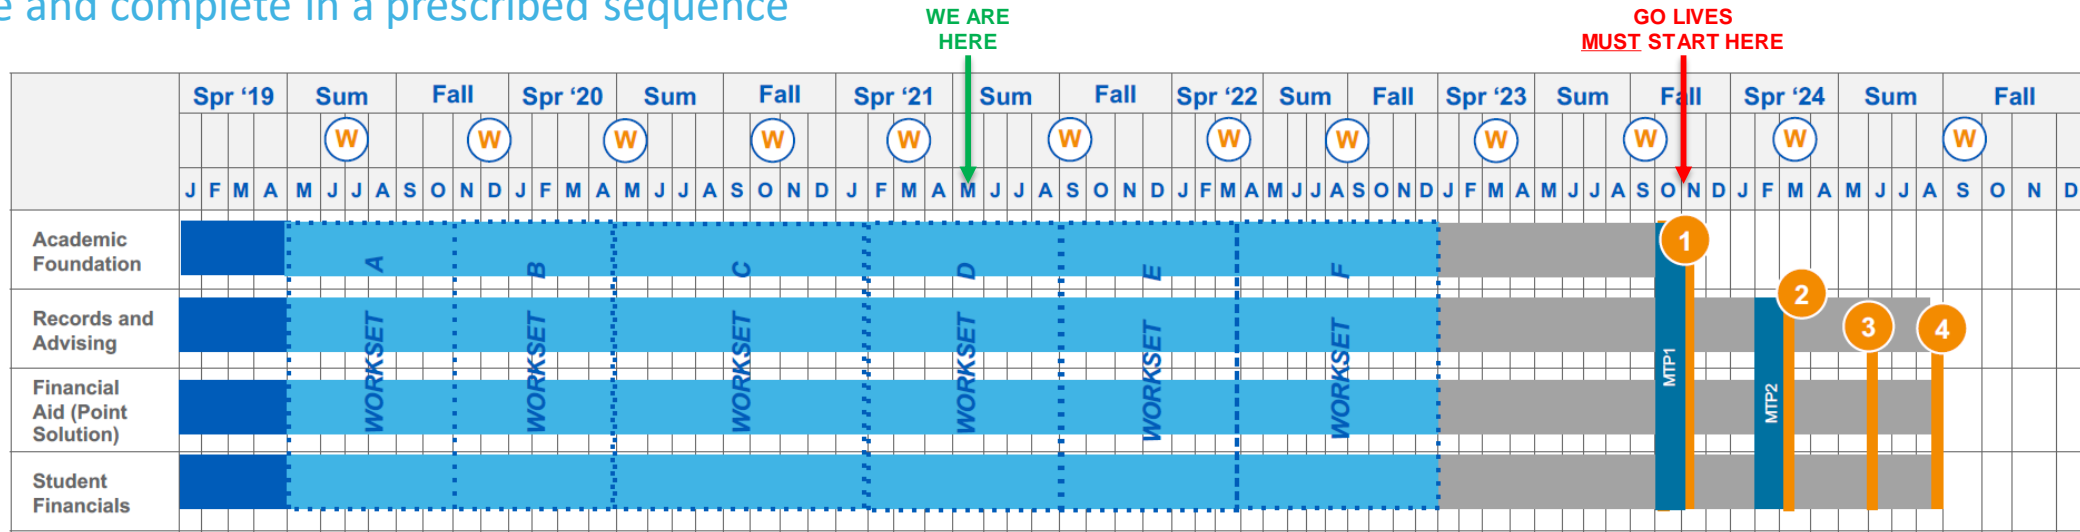 e and complete in a prescribed sequence
WE ARE
HERE
GO LIVES
MUST START HERE
Spr ‘19 Sum Fall Spr ‘20 Sum Fall Spr ‘21 Sum Fall Spr ‘22 Sum Fall Spr ‘23 Sum Fall Spr ‘24 Sum Fall
W W W W W W W W W W W W
J F M A M J J A S O N D J F M A M J J A S O N D J F M A M J J A S O N D J F M A M J J A S O N D J F M A M J J A S O N D J F M A M J J A S O N D
Academic
Foundation
Records and
Advising
Financial
Aid (Point
Solution)
Student
Financials
WORKSET A
WORKSET B
WORKSET C
WORKSET D
WORKSET E
WORKSET F
MTP1
1
MTP2
2
3
4